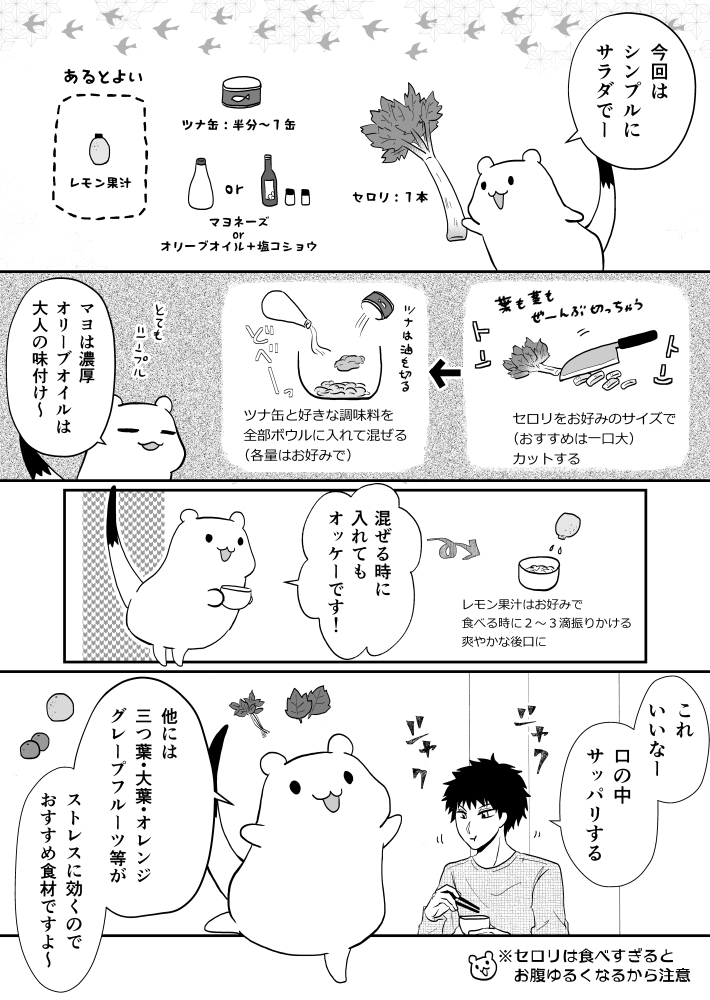 今回は
シンプルに
サラダでー
セロリ：1本
ツナ缶：半分〜1缶
or
マヨネーズ
or
オリーブオイル+塩コショウ
あるとよい
レモン果汁
葉も茎も
ぜーんぶ切っちゃう
トーン
トーン
セロリをお好みのサイズで
（おすすめは一口大）
カットする
ツナは油を切る
どべーっ
ツナ缶と好きな調味料を
全部ボウルに入れて混ぜる
（各量はお好みで）
とても
シンプル
マヨは濃厚
オリーブオイルは
大人の味付け〜
レモン果汁はお好みで
食べる時に２〜３滴振りかける
爽やかな後口に
混ぜる時に
入れても
オッケーです！
これ
いいなー
口の中
サッパリする
シャク
シャク
他には
三つ葉・大葉・オレンジ
グレープフルーツ等が
ストレスに効くので
おすすめ食材ですよ〜
※セロリは食べすぎると
お腹ゆるくなるから注意